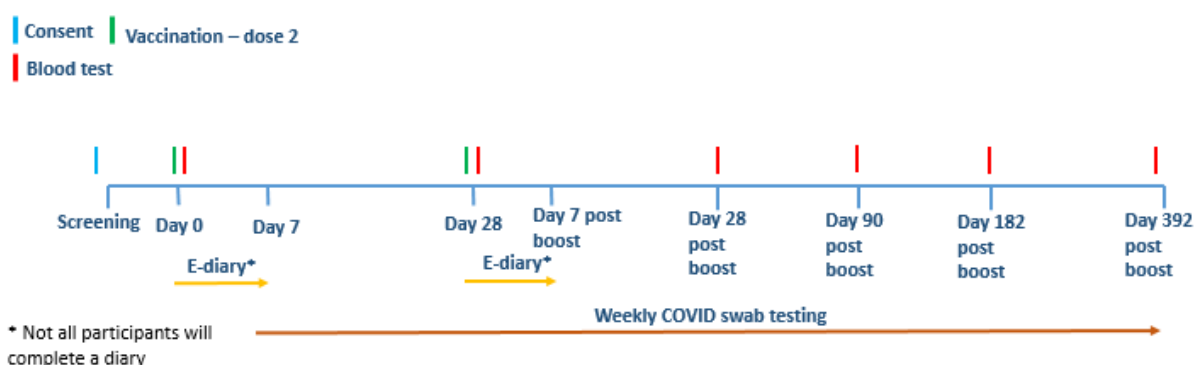 Consent
Vaccination – dose 2
Blood test
Screening
Day 0
Day 7
Day 28
Day 7 post
boost
Day 28
post
boost
Day 90
post
boost
Day 182
post
boost
Day 392
post
boost
E-diary*
E-diary*
Weekly COVID swab testing
* Not all participants will
complete a diary